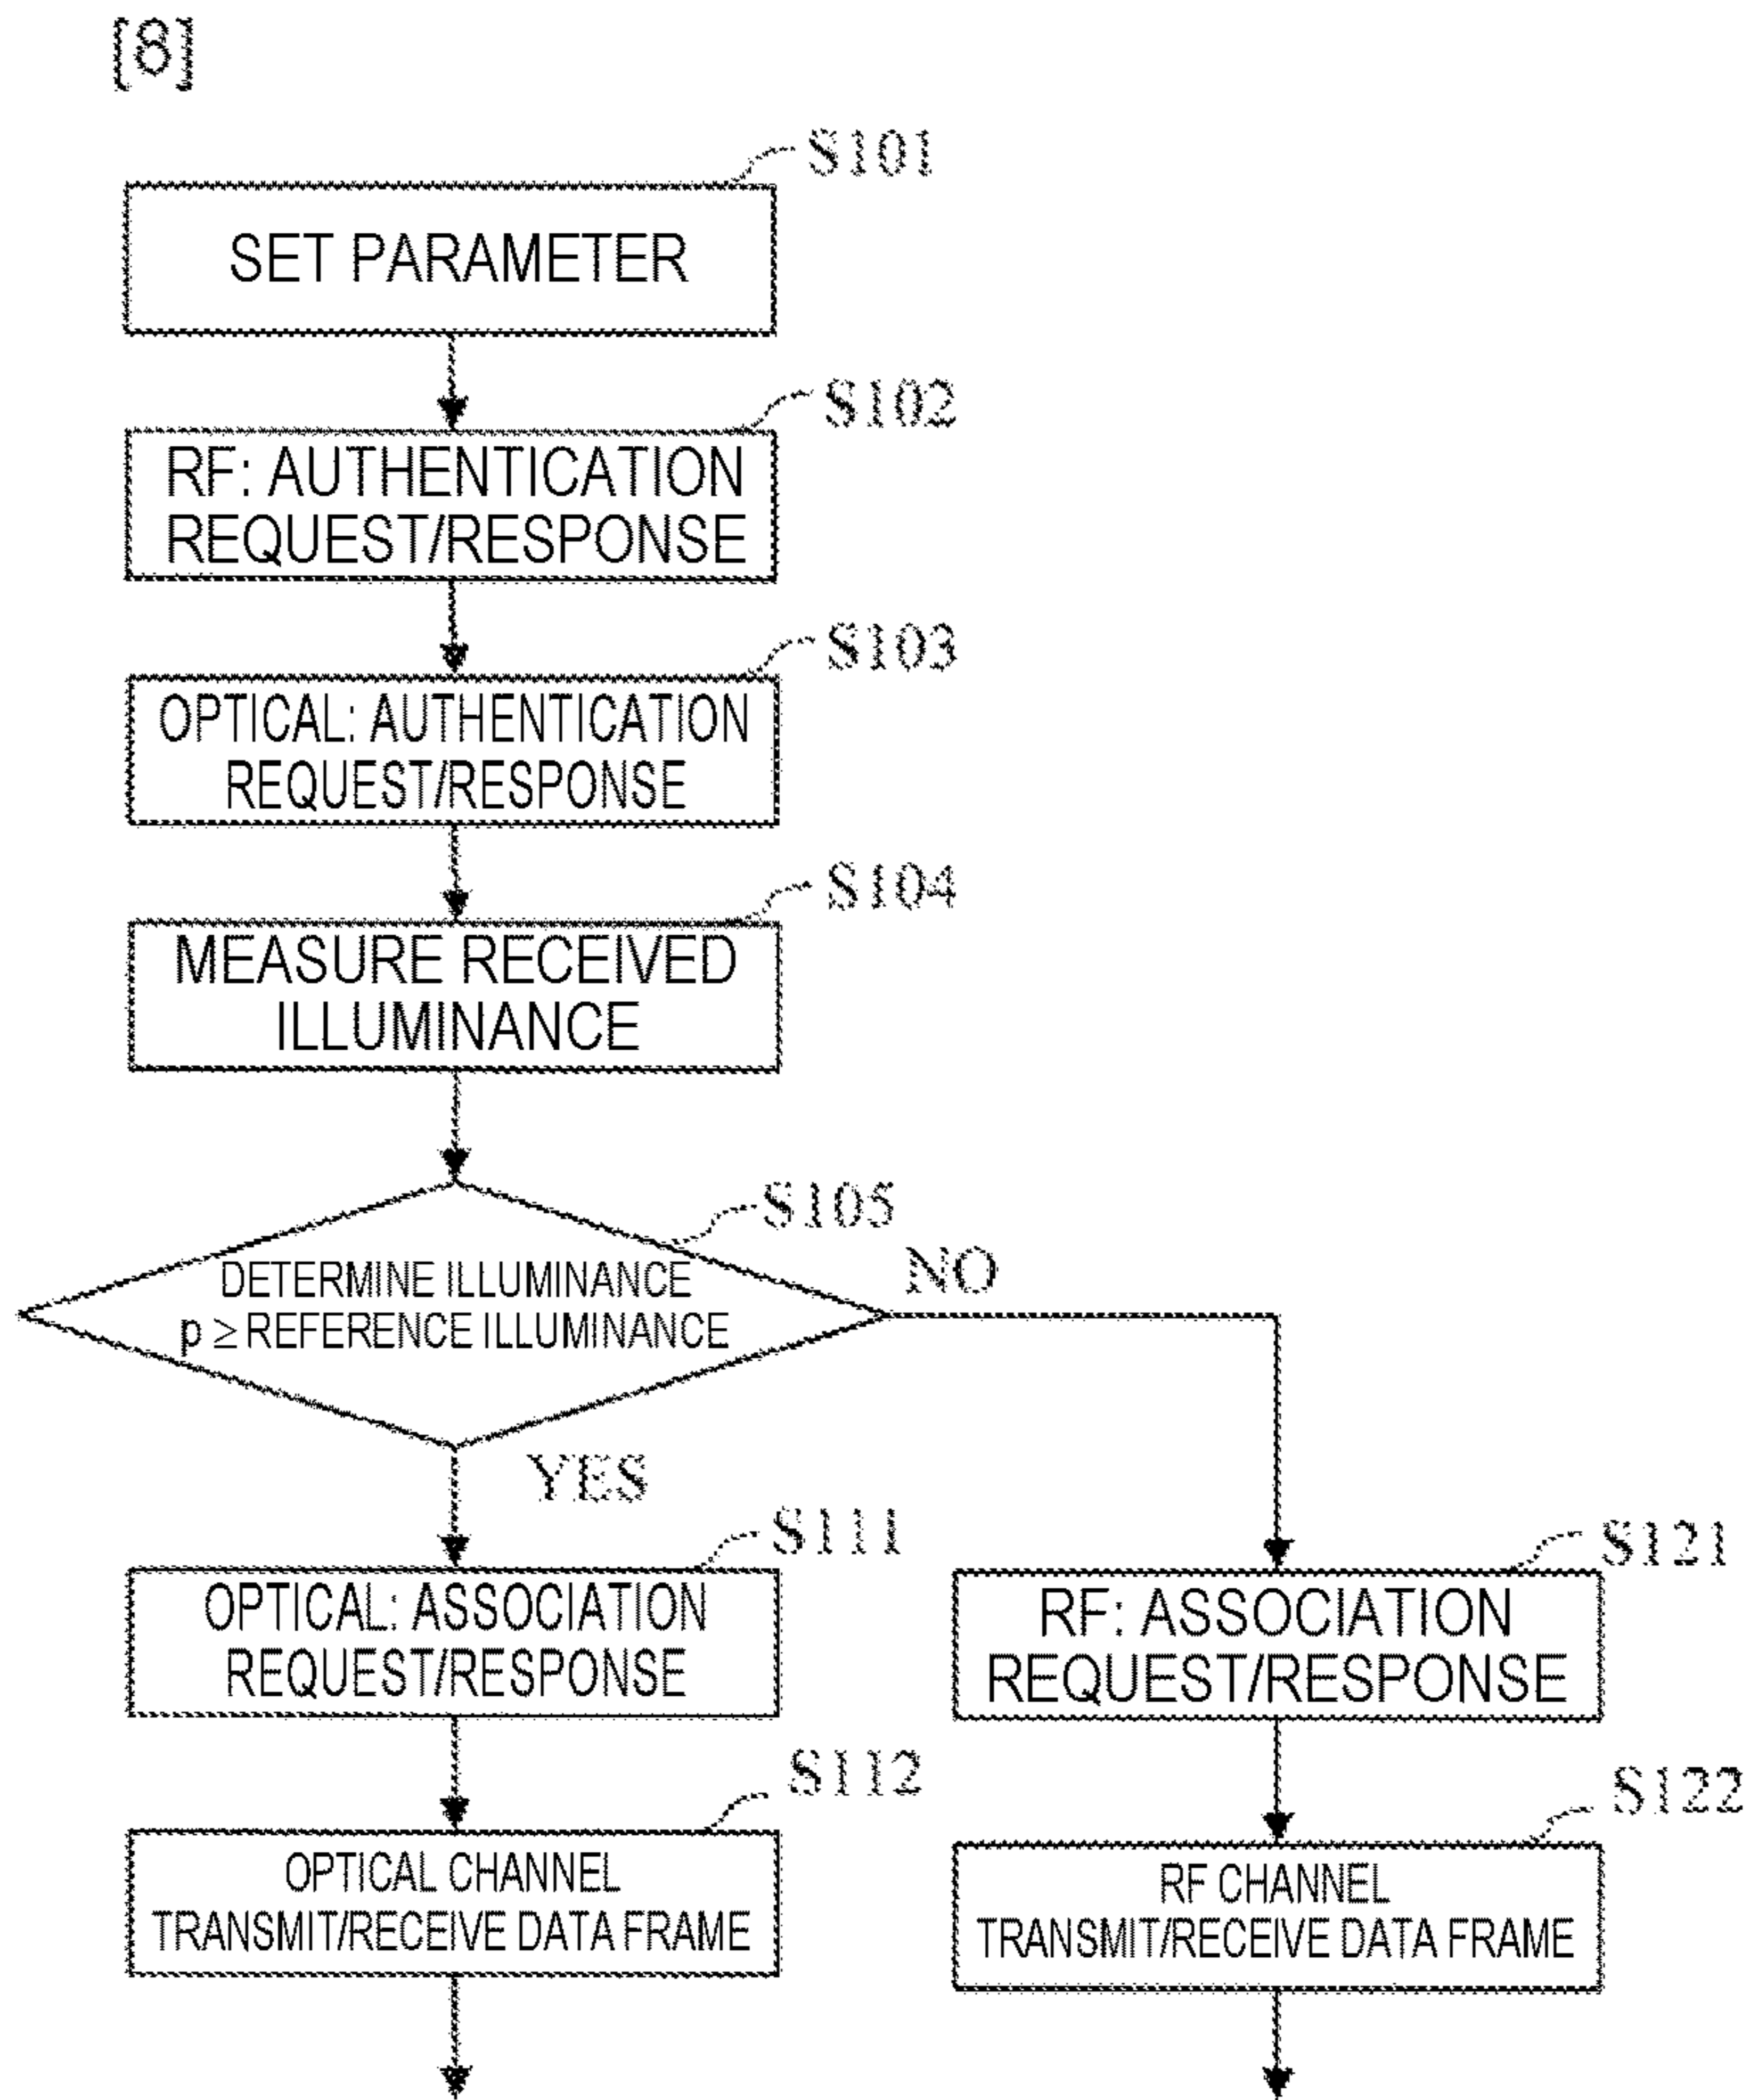 [8]
S101
SET PARAMETER
S102
RF: AUTHENTICATION
REQUEST/RESPONSE
S103
OPTICAL: AUTHENTICATION
REQUEST/RESPONSE
S104
MEASURE RECEIVED
ILLUMINANCE
S105
DETERMINE ILLUMINANCE
p ≥ REFERENCE ILLUMINANCE
NO
YES
S111
OPTICAL: ASSOCIATION
REQUEST/RESPONSE
S121
RF: ASSOCIATION
REQUEST/RESPONSE
S112
OPTICAL CHANNEL
TRANSMIT/RECEIVE DATA FRAME
S122
RF CHANNEL
TRANSMIT/RECEIVE DATA FRAME